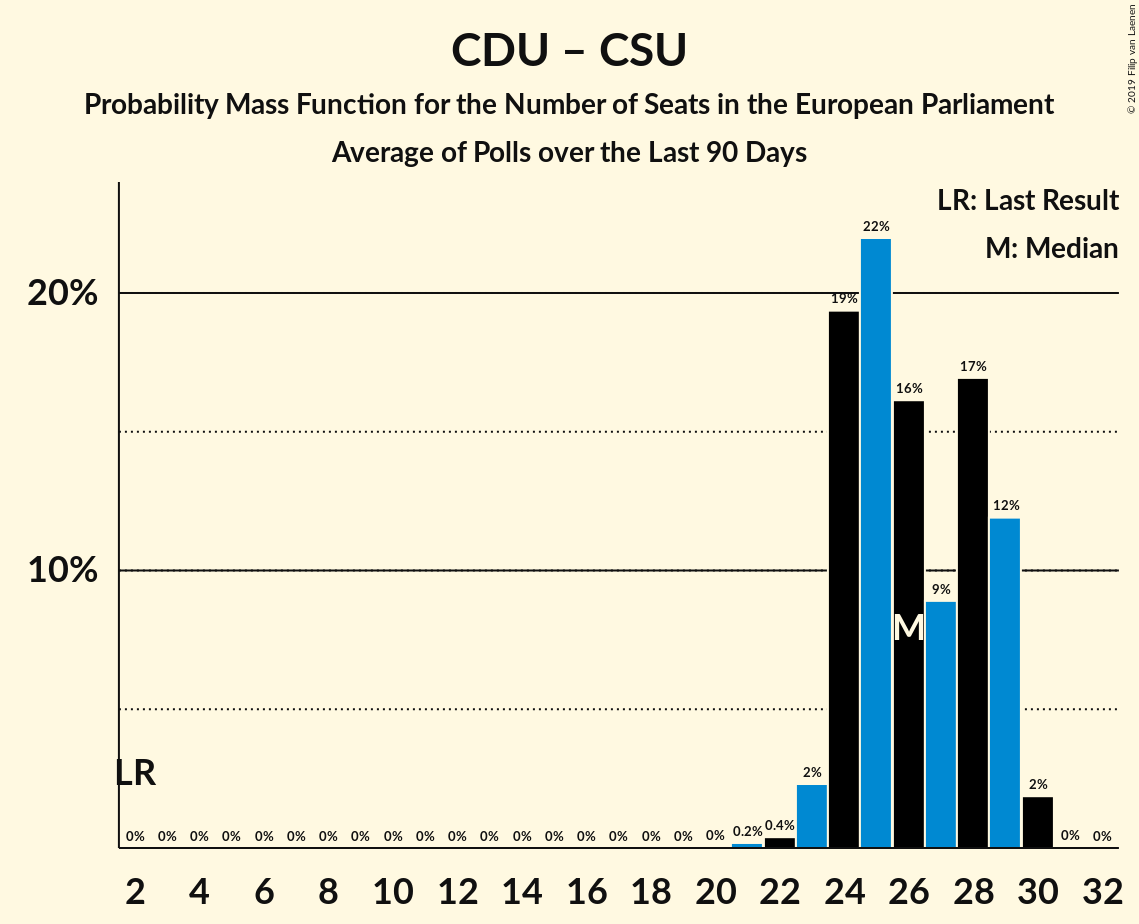 CDU – CSU
Probability Mass Function for the Number of Seats in the European Parliament
Average of Polls over the Last 90 Days
© 2019 Filip van Laenen
LR: Last Result
M: Median
22%
20%
19%
17%
16%
12%
10%
9%
M
LR
2%
2%
0% 0% 0% 0% 0% 0% 0% 0% 0% 0% 0% 0% 0% 0% 0% 0% 0% 0% 0% 0.2% 0.4% 0% 0%
2 4 6 8 10 12 14 16 18 20 22 24 26 28 30 32